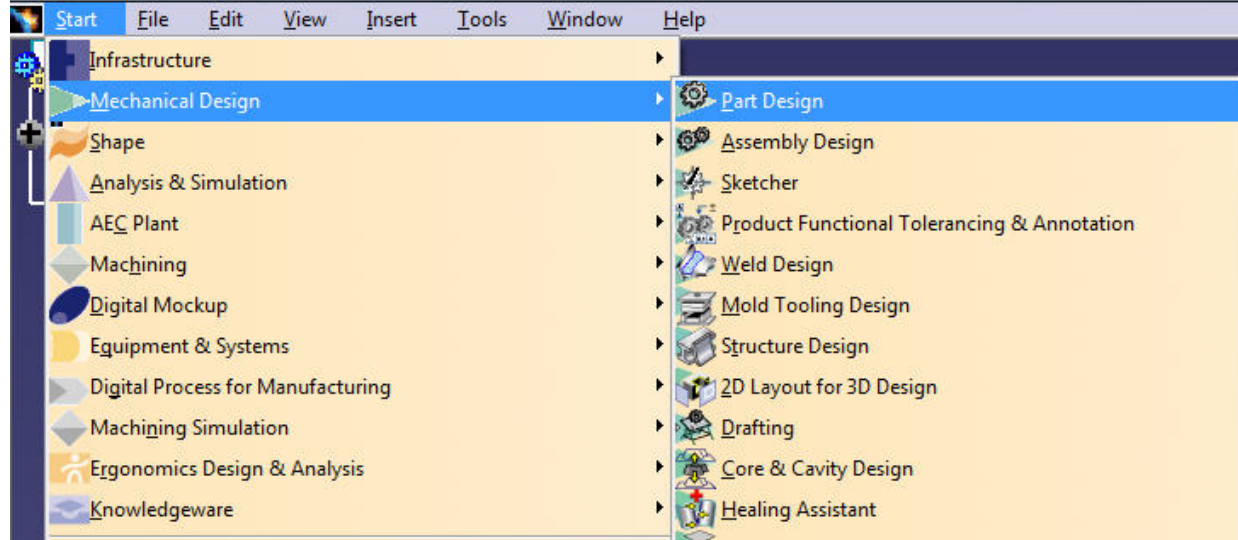 Start File Edit View Insert Tools Window Help
Infrastructure
Mechanical Design
Shape
Analysis & Simulation
AEC Plant
Machining
Digital Mockup
Equipment & Systems
Digital Process for Manufacturing
Machining Simulation
Ergonomics Design & Analysis
Knowledgeware
Part Design
Assembly Design
Sketcher
Product Functional Tolerancing & Annotation
Weld Design
Mold Tooling Design
Structure Design
2D Layout for 3D Design
Drafting
Core & Cavity Design
Healing Assistant